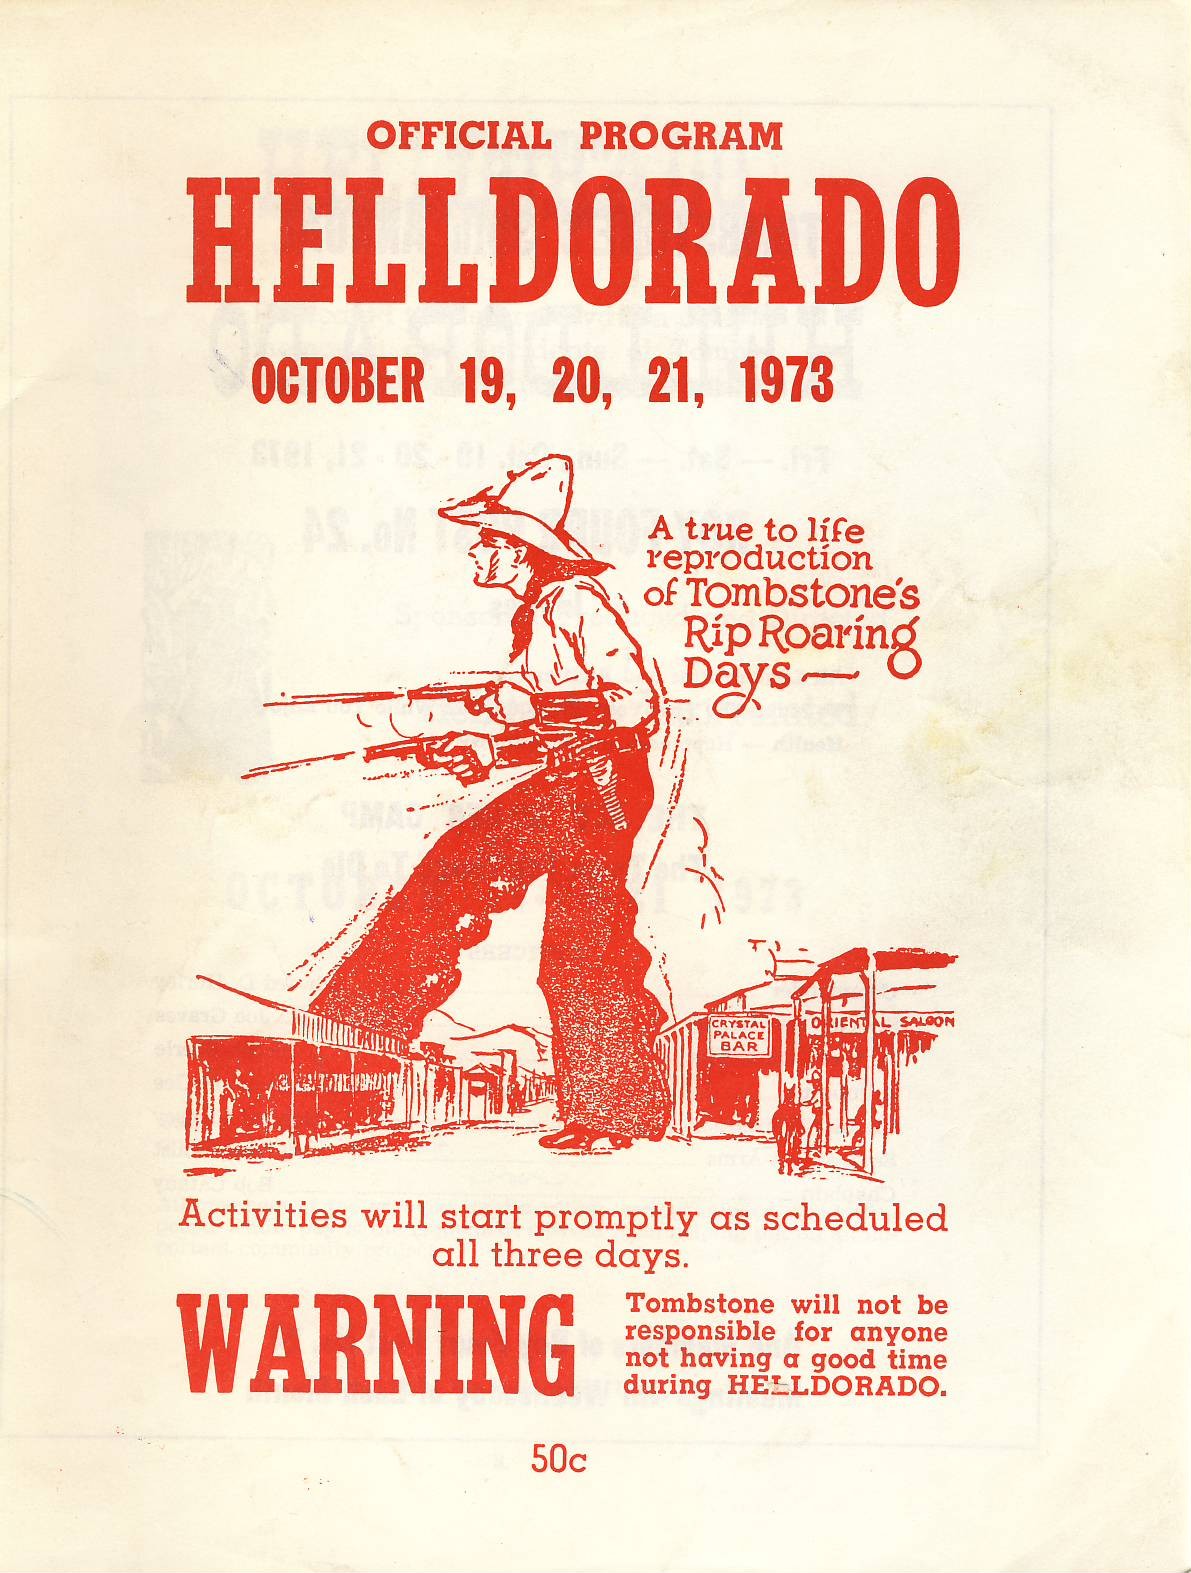 OFFICIAL PROGRAM
HELLDORADO
OCTOBER 19, 20, 21, 1973
A true to life
reproduction
of Tombstone's
Rip Roaring
Days —
CRYSTAL
PALACE
BAR
ORIENTAL SALOON
Activities will start promptly as scheduled
all three days.
WARNING
Tombstone will not be
responsible for anyone
not having a good time
during HELLDORADO.
50c